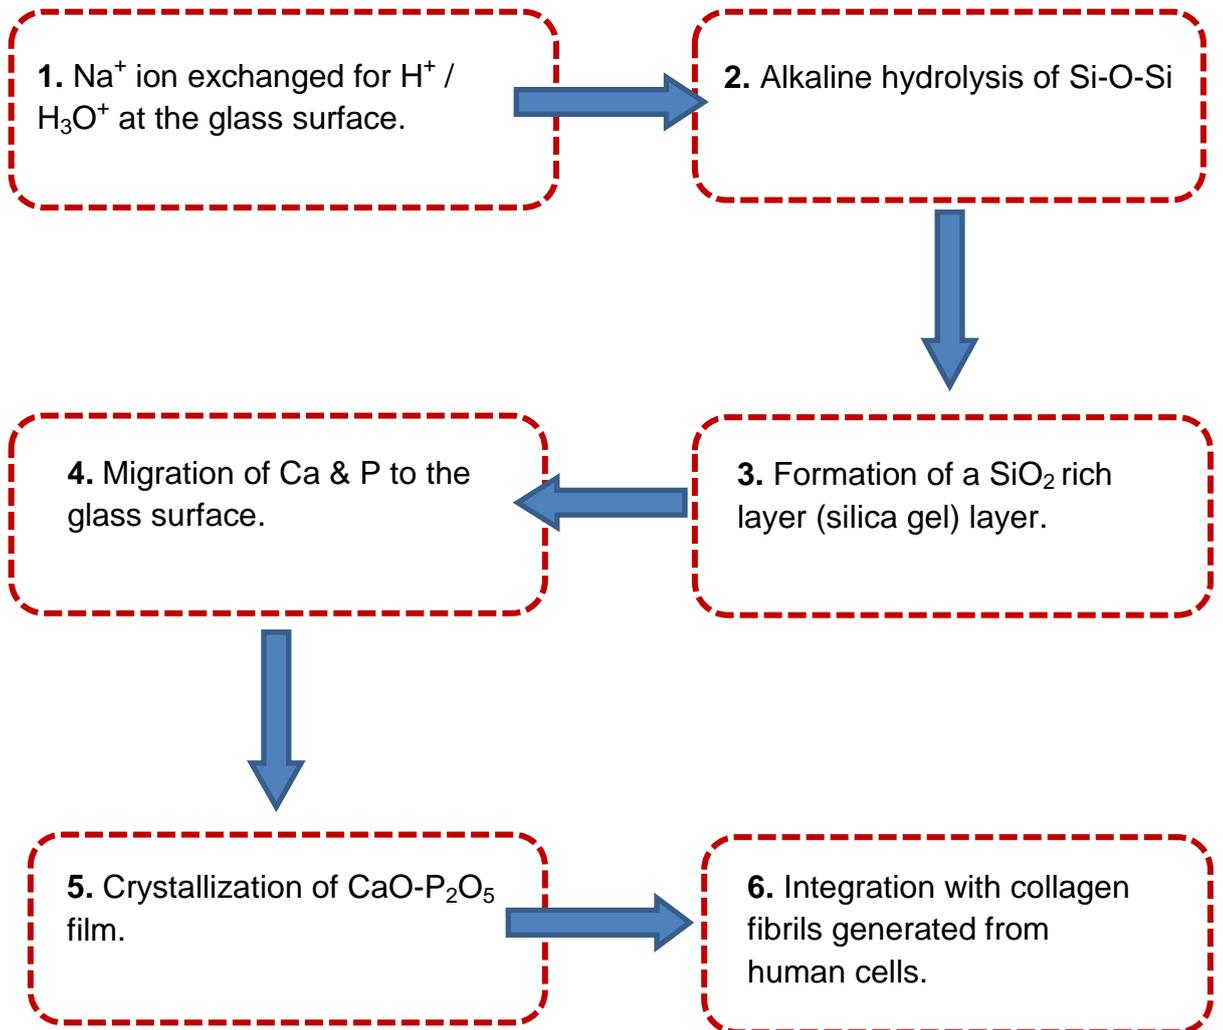 1. Na⁺ ion exchanged for H⁺ /
H₃O⁺ at the glass surface.
2. Alkaline hydrolysis of Si-O-Si
3. Formation of a SiO₂ rich
layer (silica gel) layer.
4. Migration of Ca & P to the
glass surface.
5. Crystallization of CaO-P₂O₅
film.
6. Integration with collagen
fibrils generated from
human cells.